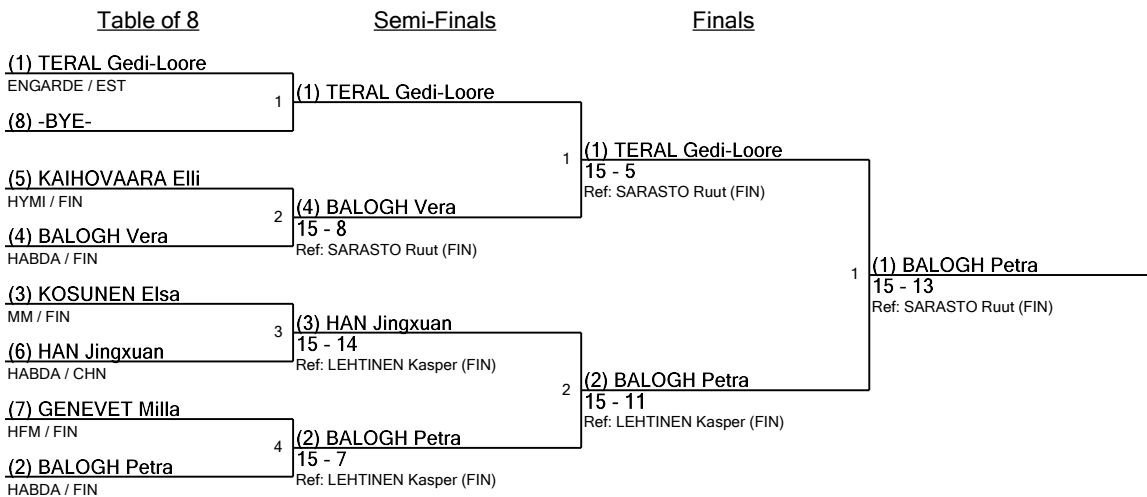 Table of 8
Semi-Finals
Finals
(1) TERAL Gedi-Loore
ENGARDE / EST
(8) -BYE-
1
(1) TERAL Gedi-Loore
(5) KAIHOVAARA Elli
HYMI / FIN
(4) BALOGH Vera
HABDA / FIN
2
(4) BALOGH Vera
15 - 8
Ref: SARASTO Ruut (FIN)
1
(1) TERAL Gedi-Loore
15 - 5
Ref: SARASTO Ruut (FIN)
(3) KOSUNEN Elsa
MM / FIN
(6) HAN Jingxuan
HABDA / CHN
3
(3) HAN Jingxuan
15 - 14
Ref: LEHTINEN Kasper (FIN)
(7) GENEVET Milla
HFM / FIN
(2) BALOGH Petra
HABDA / FIN
4
(2) BALOGH Petra
15 - 7
Ref: LEHTINEN Kasper (FIN)
2
(2) BALOGH Petra
15 - 11
Ref: LEHTINEN Kasper (FIN)
1
(1) BALOGH Petra
15 - 13
Ref: SARASTO Ruut (FIN)